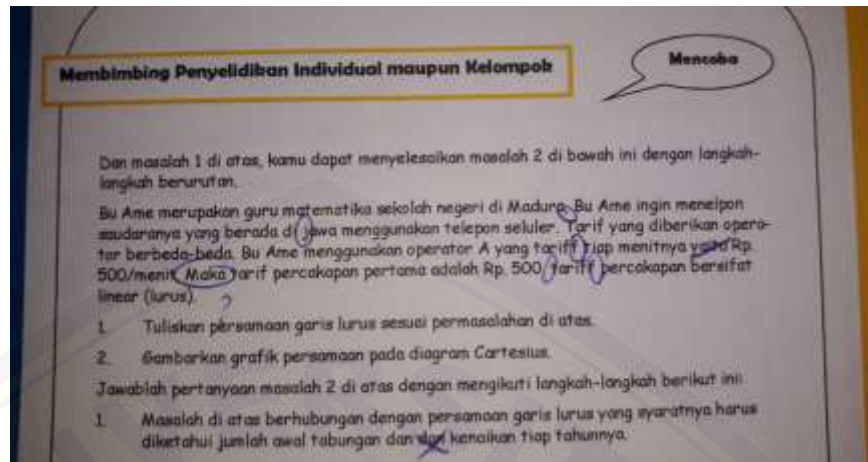 Membimbing Penyelidikan Individual maupun Kelompok
Mencoba
Dan masalah 1 di atas, kamu dapat menyelesaikan masalah 2 di bawah ini dengan langkah-
langkah berurutan.
Bu Ame merupakan guru matematika sekolah negeri di Madura. Bu Ame ingin menelpon
saudaranya yang berada di jawa menggunakan telepon seluler. Tarif yang diberikan opera-
tor berbeda-beda. Bu Ame menggunakan operator A yang tariff tiap menitnya yaitu Rp.
500/menit. Maka tarif percakapan pertama adalah Rp. 500, tariff percakapan bersifat
linear (lurus).
?
1. Tuliskan persamaan garis lurus sesuai permasalahan di atas.
2. Gambarkan grafik persamaan pada diagram Cartesius.
Jawablah pertanyaan masalah 2 di atas dengan mengikuti langkah-langkah berikut ini!
1. Masalah di atas berhubungan dengan persamaan garis lurus yang syaratnya harus
diketahui jumlah awal tabungan dan dari kenaikan tiap tahunnya.